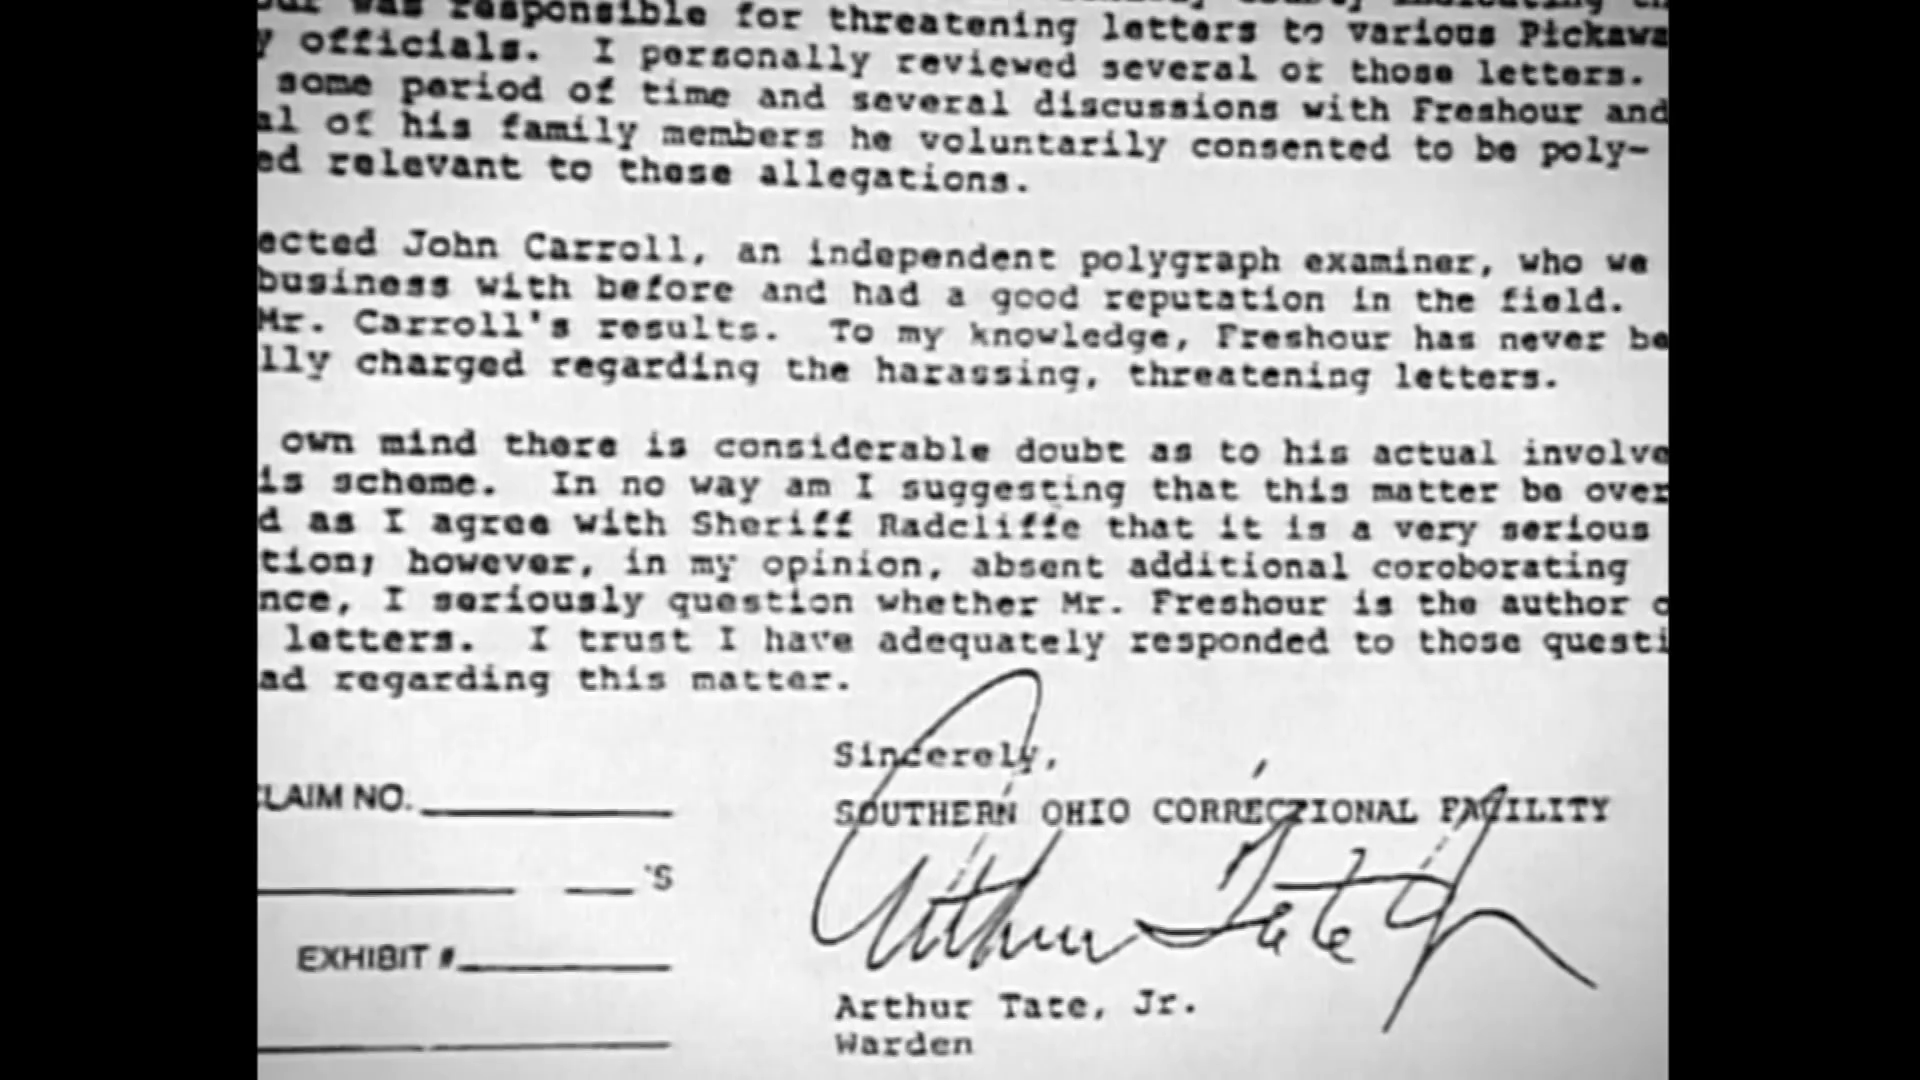 was responsible for threatening letters to various Pickawa
y officials. I personally reviewed several of those letters.
some period of time and several discussions with Freshour and
al of his family members he voluntarily consented to be poly-
ed relevant to these allegations.
ected John Carroll, an independent polygraph examiner, who we
business with before and had a good reputation in the field.
Mr. Carroll's results. To my knowledge, Freshour has never be
lly charged regarding the harassing, threatening letters.
own mind there is considerable doubt as to his actual involve
is scheme. In no way am I suggesting that this matter be over
d as I agree with Sheriff Radcliffe that it is a very serious
tion; however, in my opinion, absent additional coroborating
nce, I seriously question whether Mr. Freshour is the author o
letters. I trust I have adequately responded to those questi
ad regarding this matter.
Sincerely,
SOUTHERN OHIO CORRECTIONAL FACILITY
Arthur Tate Jr
Arthur Tate, Jr.
Warden
CLAIM NO.
'S
EXHIBIT #